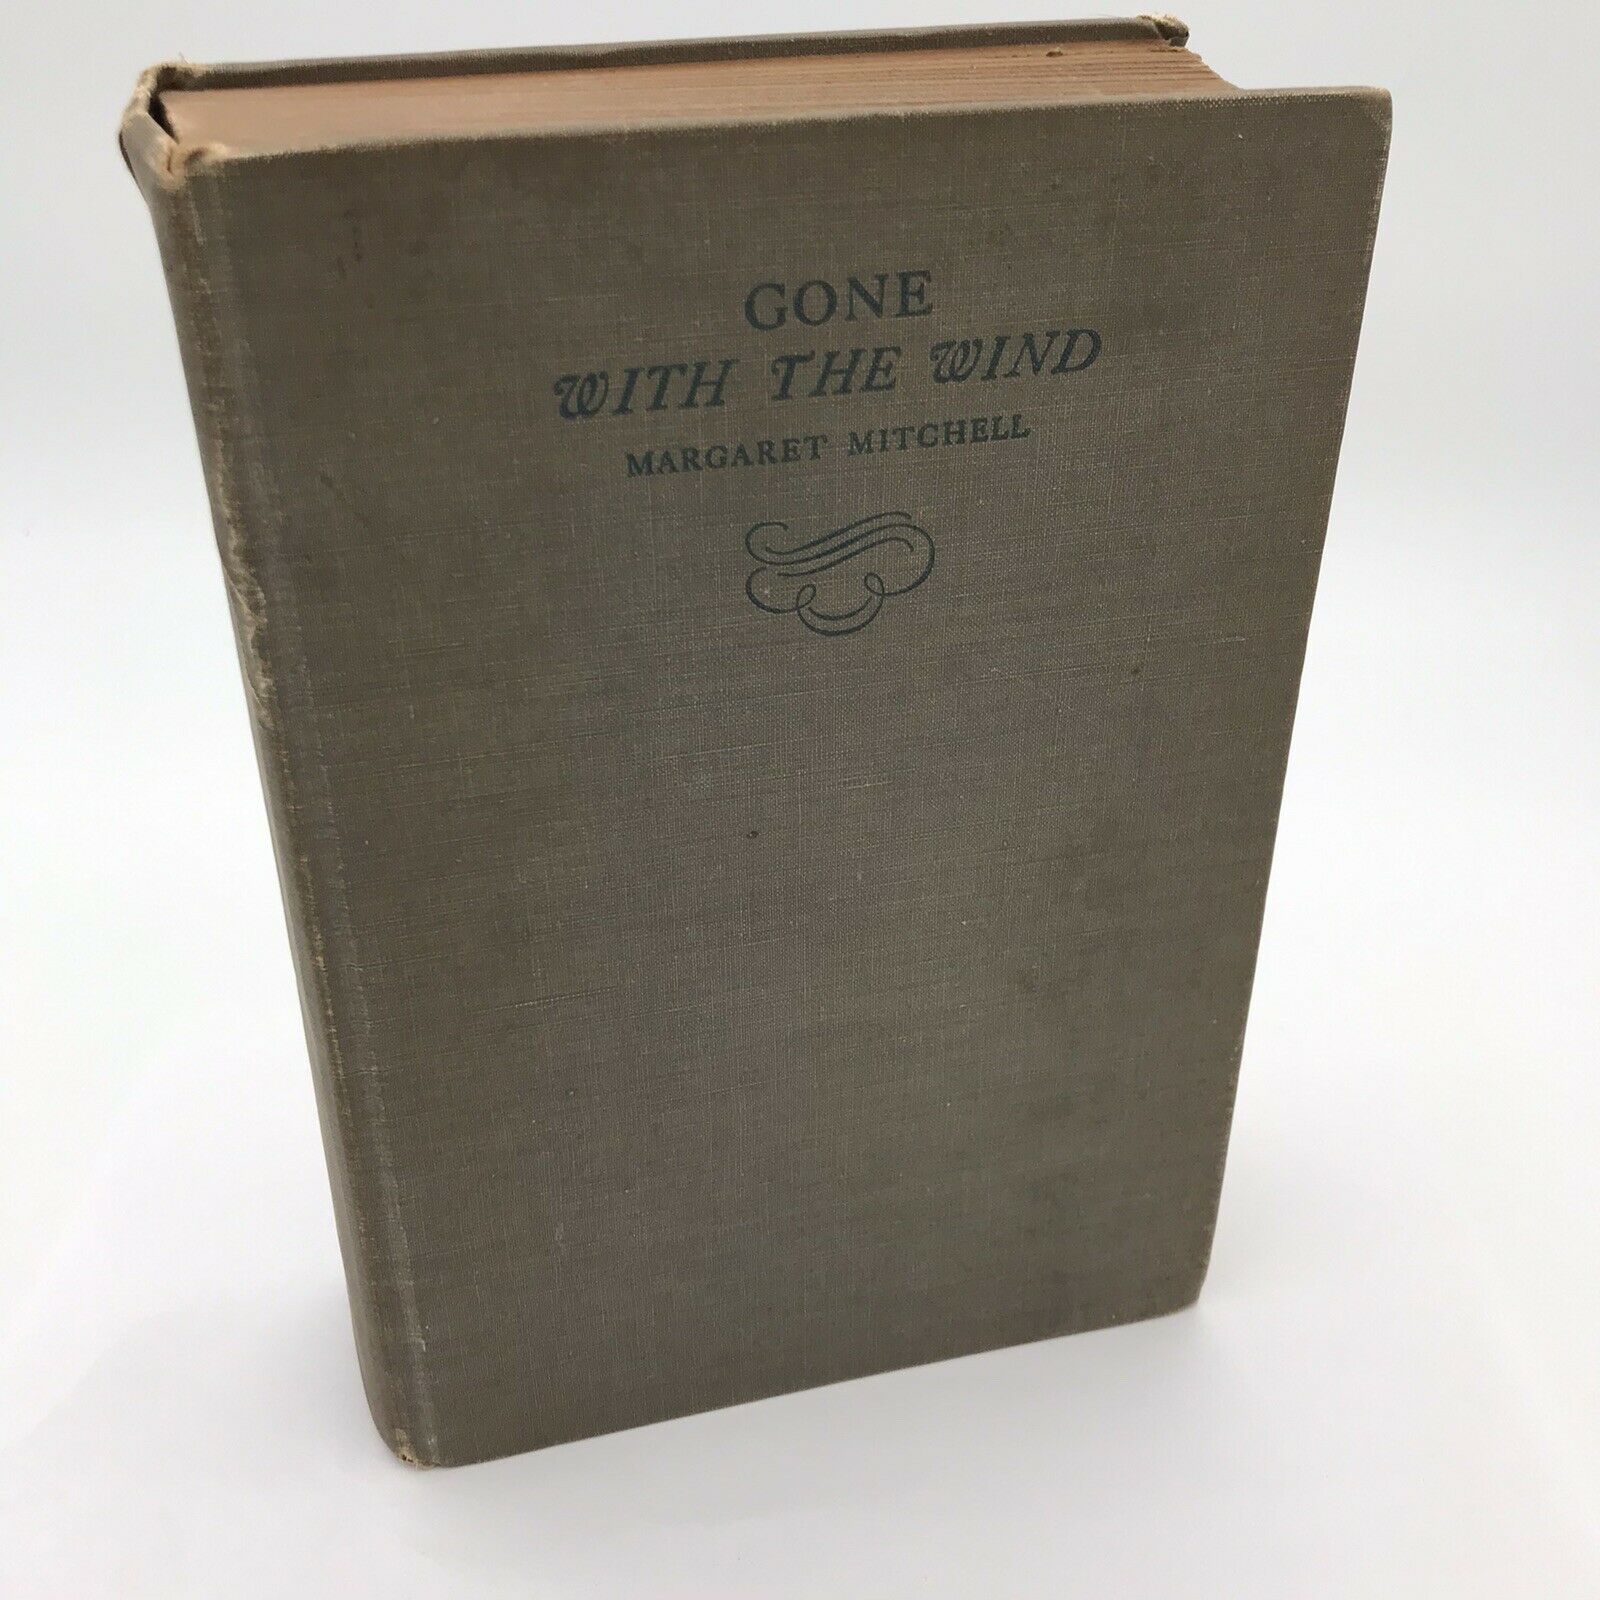 GONE
WITH THE WIND
MARGARET MITCHELL